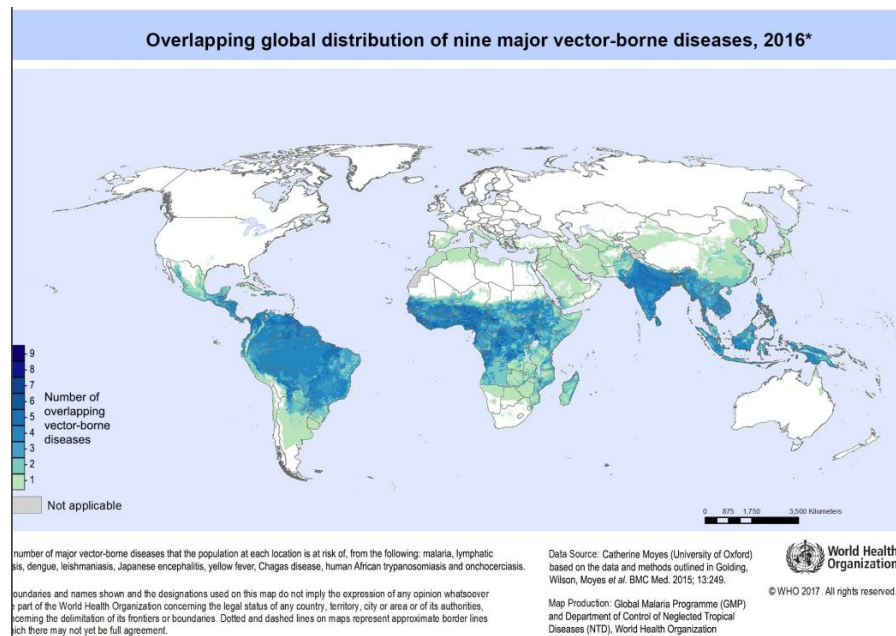 Overlapping global distribution of nine major vector-borne diseases, 2016*
9
8
7
6
5
4
3
2
1
Number of
overlapping
vector-borne
diseases
Not applicable
0 875 1,750 3,500 Kilometers
number of major vector-borne diseases that the population at each location is at risk of, from the following: malaria, lymphatic
sis, dengue, leishmaniasis, Japanese encephalitis, yellow fever, Chagas disease, human African trypanosomiasis and onchocerciasis.
oundaries and names shown and the designations used on this map do not imply the expression of any opinion whatsoever
part of the World Health Organization concerning the legal status of any country, territory, city or area or of its authorities,
cerning the delimitation of its frontiers or boundaries. Dotted and dashed lines on maps represent approximate border lines
ich there may not yet be full agreement.
Data Source: Catherine Moyes (University of Oxford)
based on the data and methods outlined in Golding,
Wilson, Moyes et al. BMC Med. 2015; 13:249.
Map Production: Global Malaria Programme (GMP)
and Department of Control of Neglected Tropical
Diseases (NTD), World Health Organization
World Health
Organization
© WHO 2017. All rights reserved.